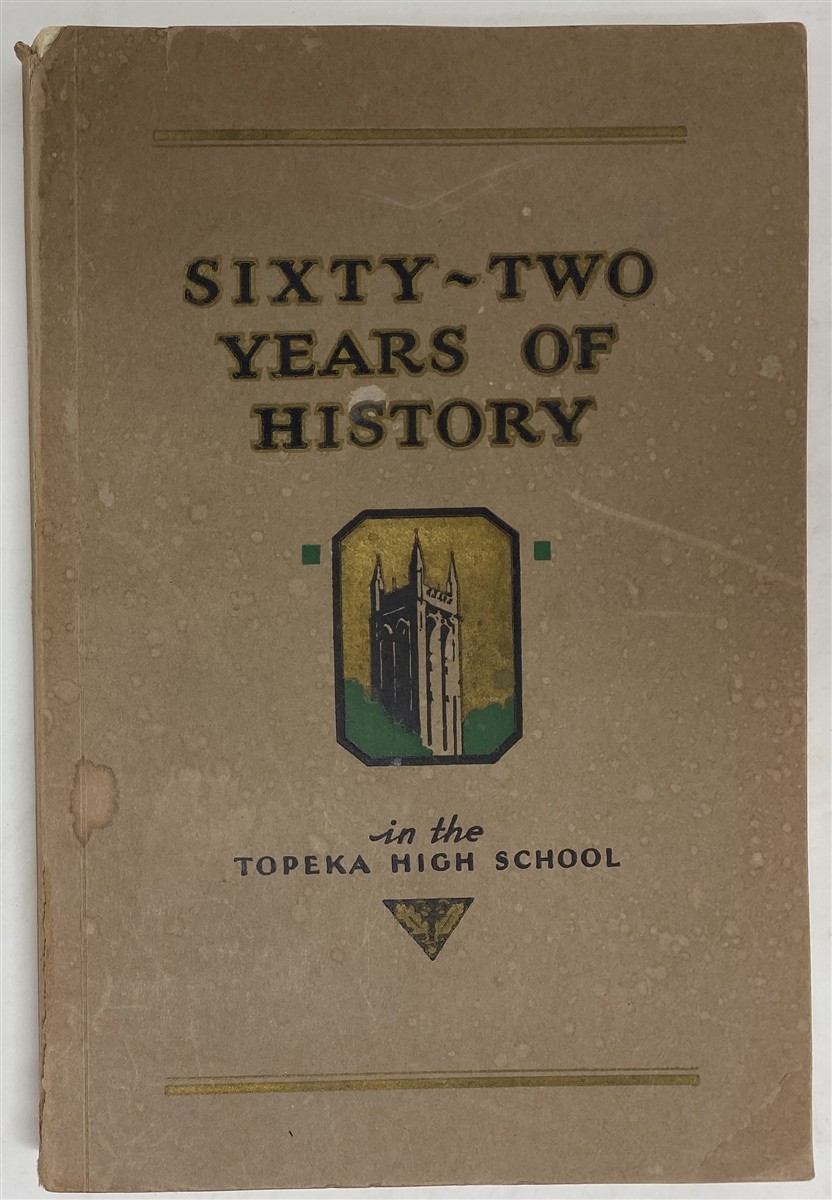 SIXTY~TWO
YEARS OF
HISTORY
in the
TOPEKA HIGH SCHOOL